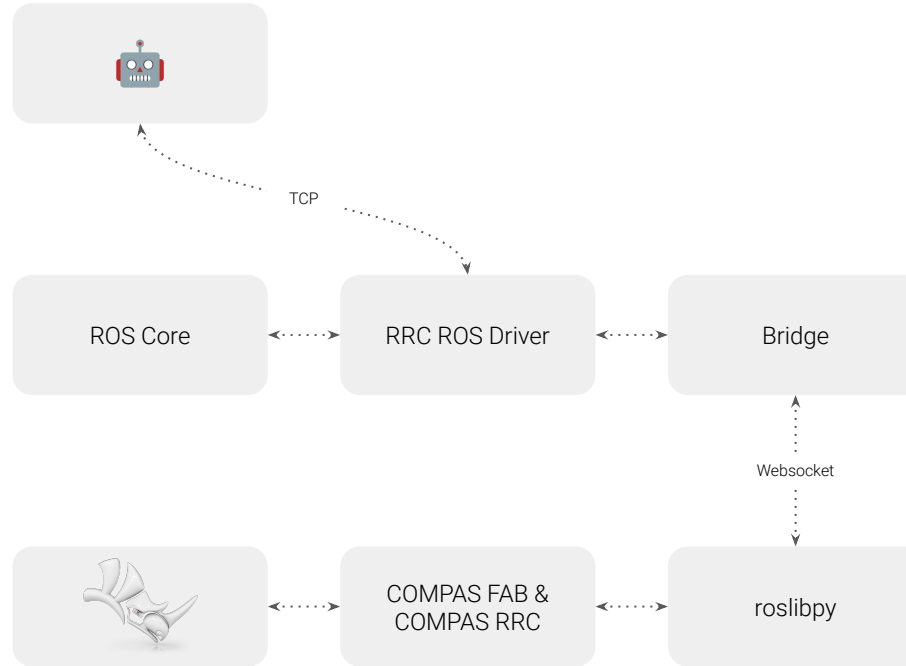 TCP
ROS Core
RRC ROS Driver
Bridge
Websocket
COMPAS FAB &
COMPAS RRC
roslibpy